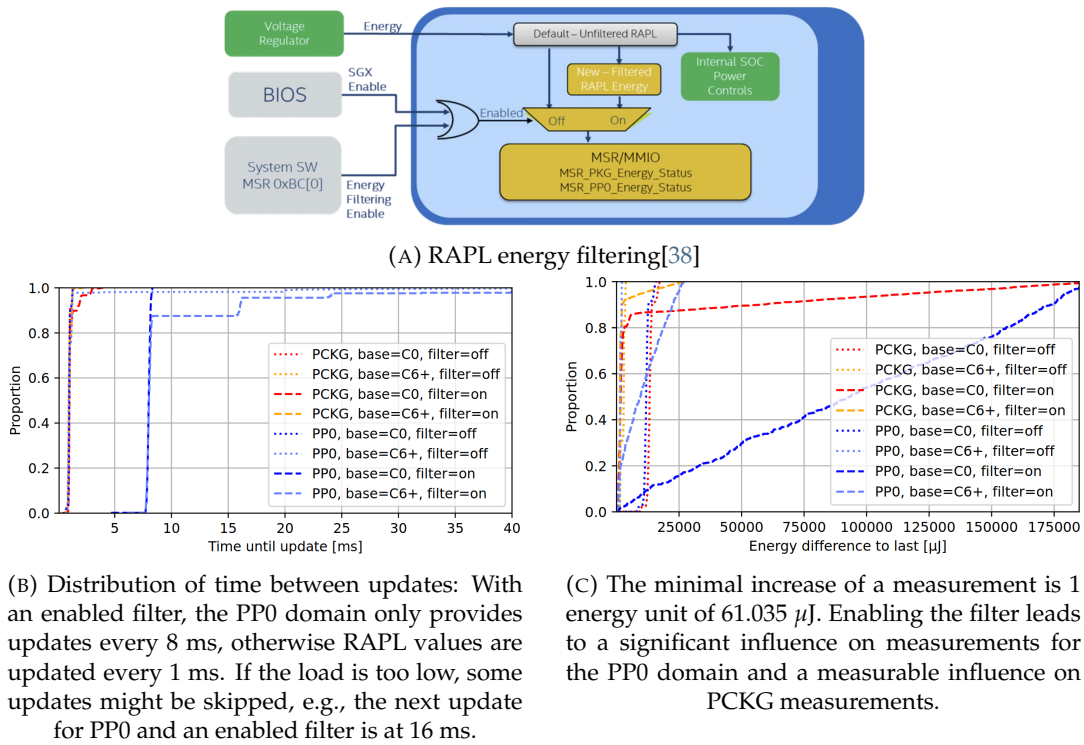 Voltage
Regulator
Energy
Default – Unfiltered RAPL
New – Filtered
RAPL Energy
Internal SOC
Power
Controls
BIOS
SGX
Enable
Enabled
Off
On
System SW
MSR 0xBC[0]
Energy
Filtering
Enable
MSR/MMIO
MSR_PKG_Energy_Status
MSR_PP0_Energy_Status
(A) RAPL energy filtering[38]
1.0
0.8
0.6
0.4
0.2
0.0
Proportion
PCKG, base=C0, filter=off
PCKG, base=C6+, filter=off
PCKG, base=C0, filter=on
PCKG, base=C6+, filter=on
PP0, base=C0, filter=off
PP0, base=C6+, filter=off
PP0, base=C0, filter=on
PP0, base=C6+, filter=on
5 10 15 20 25 30 35 40
Time until update [ms]
1.0
0.8
0.6
0.4
0.2
0.0
Proportion
PCKG, base=C0, filter=off
PCKG, base=C6+, filter=off
PCKG, base=C0, filter=on
PCKG, base=C6+, filter=on
PP0, base=C0, filter=off
PP0, base=C6+, filter=off
PP0, base=C0, filter=on
PP0, base=C6+, filter=on
25000 50000 75000 100000 125000 150000 175000
Energy difference to last [µJ]
(B) Distribution of time between updates: With
an enabled filter, the PP0 domain only provides
updates every 8 ms, otherwise RAPL values are
updated every 1 ms. If the load is too low, some
updates might be skipped, e.g., the next update
for PP0 and an enabled filter is at 16 ms.
(C) The minimal increase of a measurement is 1
energy unit of 61.035 µJ. Enabling the filter leads
to a significant influence on measurements for
the PP0 domain and a measurable influence on
PCKG measurements.